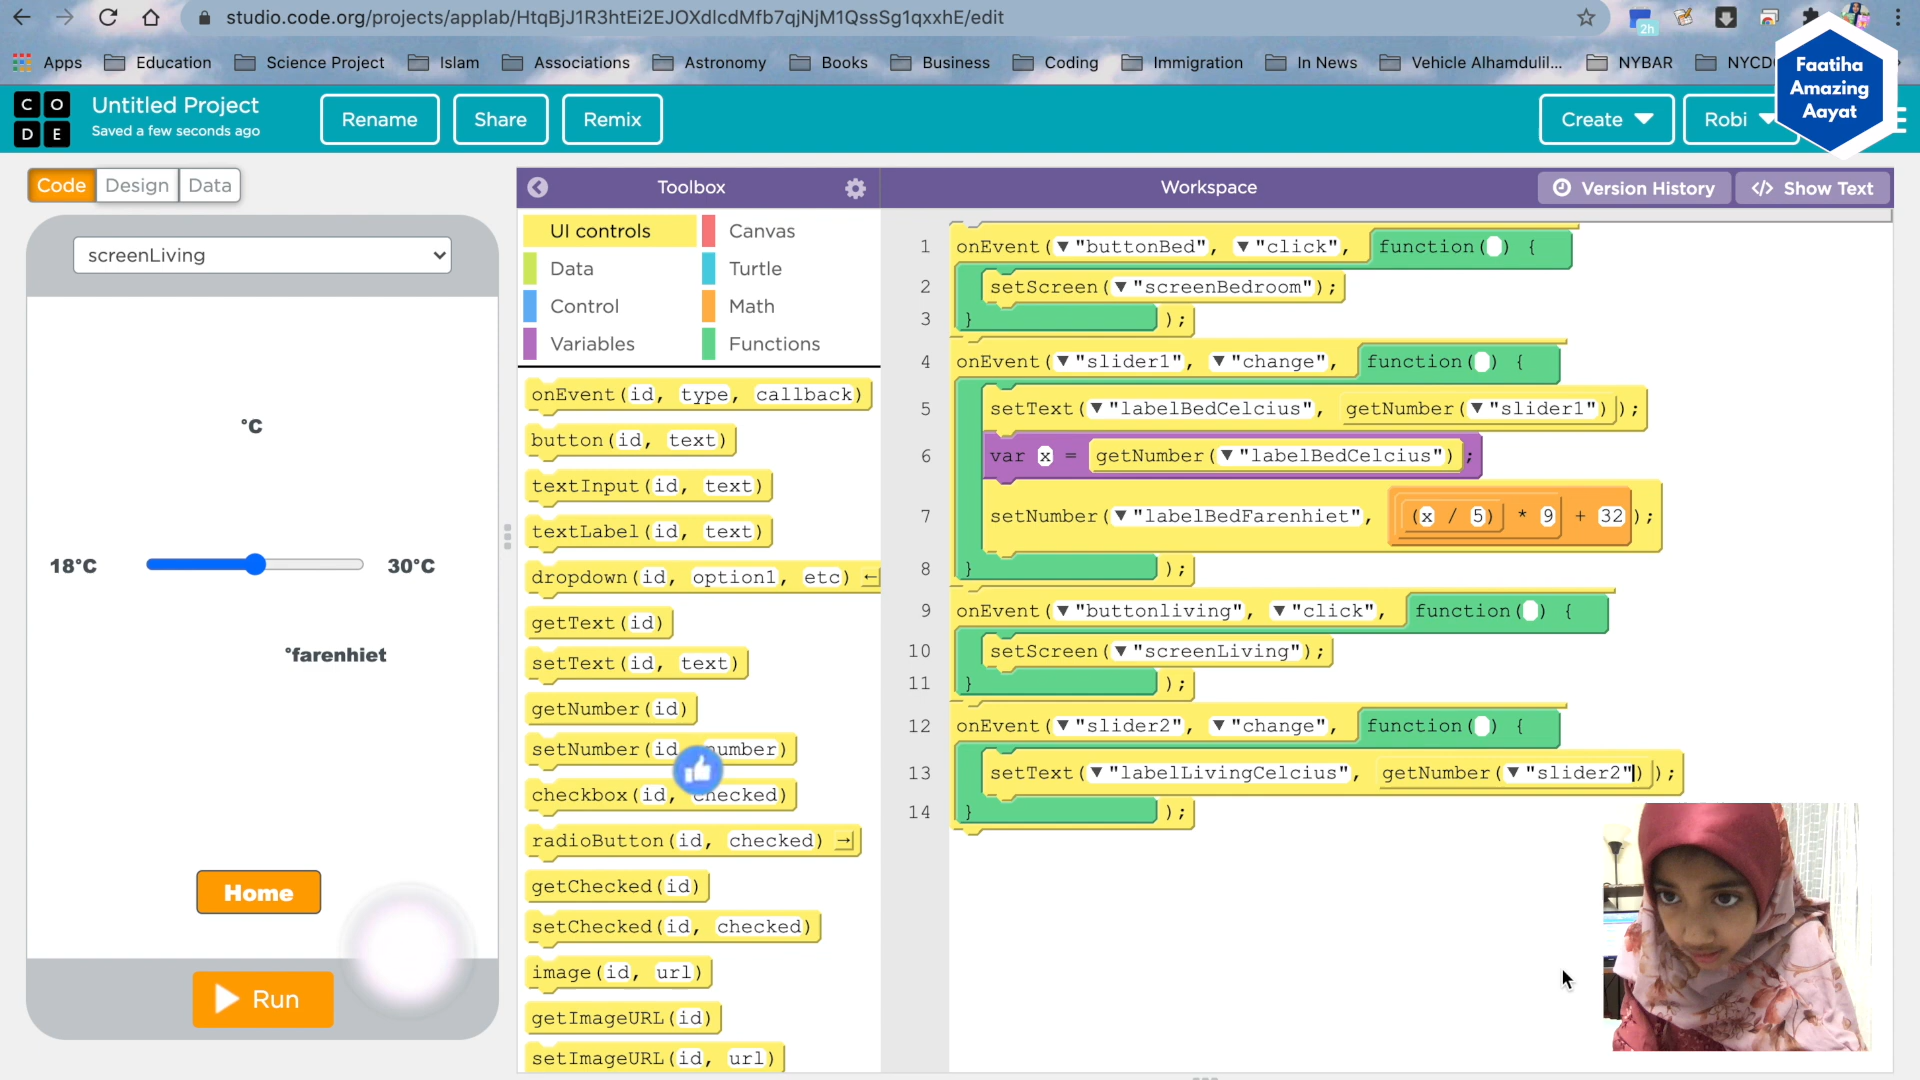 studio.code.org/projects/applab/HtqBjJ1R3htEi2EJOXdlcdMfb7qjNjM1QssSg1qxxhE/edit
2h
Apps Education Science Project Islam Associations Astronomy Books Business Coding Immigration In News Vehicle Alhamdulil... NYBAR NYCD
Faatiha
Amazing
Aayat
CO
DE
Untitled Project
Saved a few seconds ago
Rename Share Remix
Create Robi
Code Design Data
screenLiving
°C
18°C 30°C
°farenhiet
Home
Run
Toolbox
UI controls Canvas
Data Turtle
Control Math
Variables Functions
onEvent(id, type, callback)
button(id, text)
textInput(id, text)
textLabel(id, text)
dropdown(id, option1, etc) ←
getText(id)
setText(id, text)
getNumber(id)
setNumber(id, number)
checkbox(id, checked)
radioButton(id, checked) →
getChecked(id)
setChecked(id, checked)
image(id, url)
getImageURL(id)
setImageURL(id, url)
Workspace Version History </> Show Text
1 onEvent(▼"buttonBed", ▼"click", function() {
2 setScreen(▼"screenBedroom");
3 } );
4 onEvent(▼"slider1", ▼"change", function() {
5 setText(▼"labelBedCelcius", getNumber(▼"slider1"));
6 var x = getNumber(▼"labelBedCelcius");
7 setNumber(▼"labelBedFarenhiet", (x / 5) * 9 + 32);
8 } );
9 onEvent(▼"buttonliving", ▼"click", function() {
10 setScreen(▼"screenLiving");
11 } );
12 onEvent(▼"slider2", ▼"change", function() {
13 setText(▼"labelLivingCelcius", getNumber(▼"slider2"));
14 } );